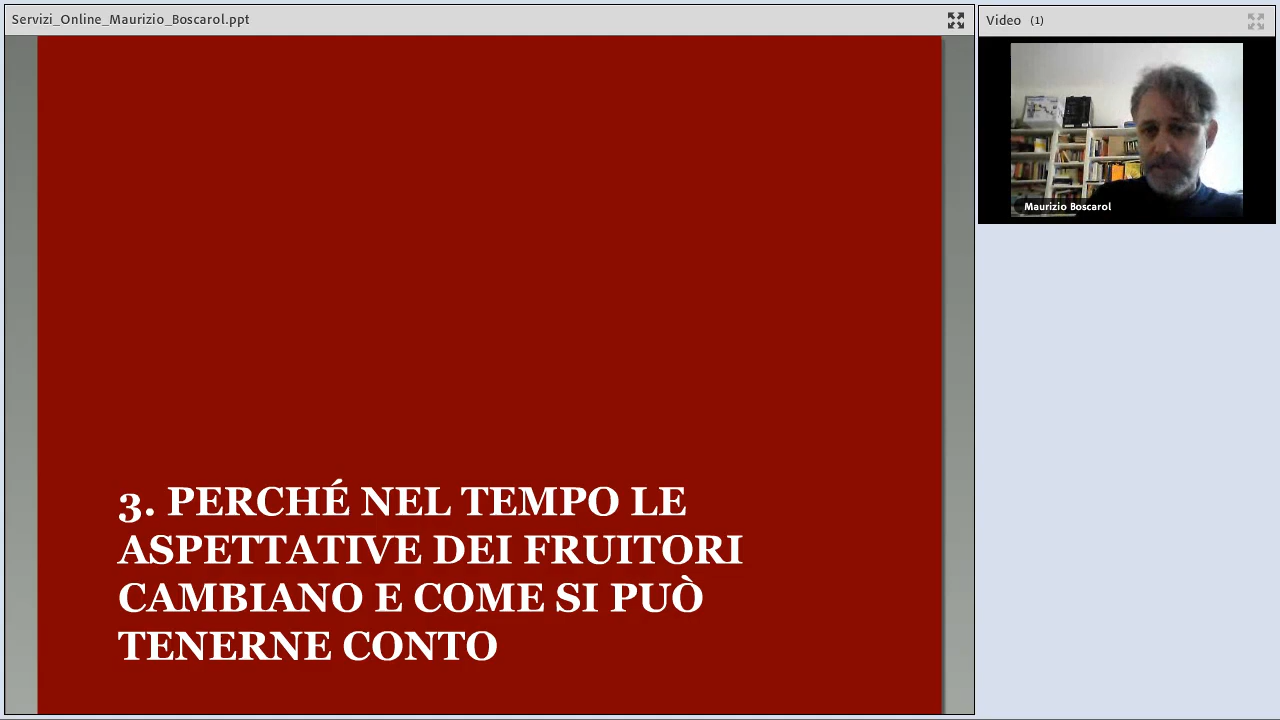 Servizi_Online_Maurizio_Boscarol.ppt
Video (1)
Maurizio Boscarol
3. PERCHÉ NEL TEMPO LE
ASPETTATIVE DEI FRUITORI
CAMBIANO E COME SI PUÒ
TENERNE CONTO